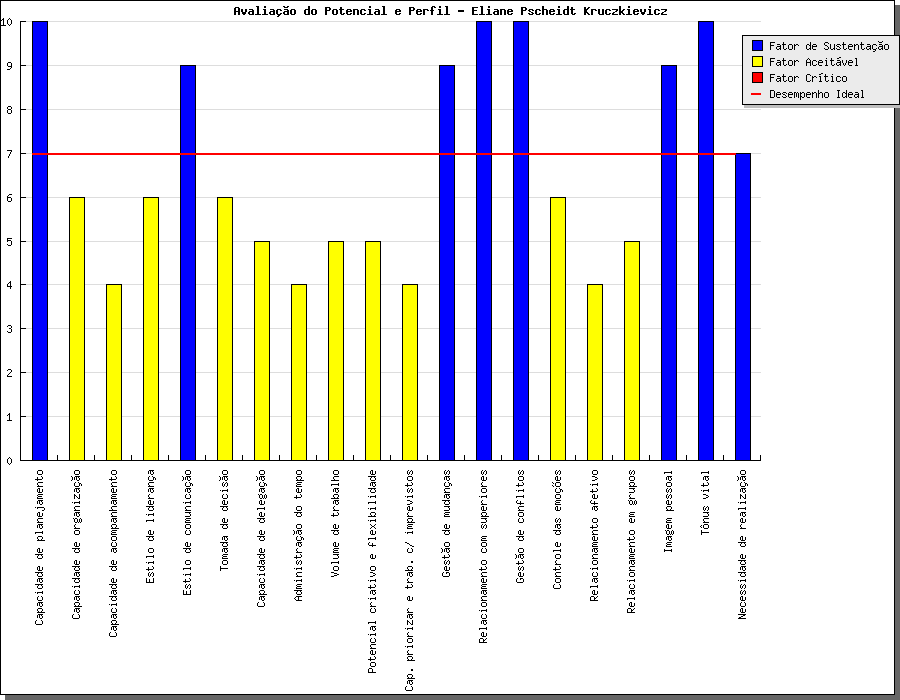 Avaliação do Potencial e Perfil - Eliane Pscheidt Kruczkievicz
Fator de Sustentação
Fator Aceitável
Fator Crítico
Desempenho Ideal
10
9
8
7
6
5
4
3
2
1
0
Capacidade de planejamento
Capacidade de organização
Capacidade de acompanhamento
Estilo de liderança
Estilo de comunicação
Tomada de decisão
Capacidade de delegação
Administração do tempo
Volume de trabalho
Potencial criativo e flexibilidade
Cap. priorizar e trab. c/ imprevistos
Gestão de mudanças
Relacionamento com superiores
Gestão de conflitos
Controle das emoções
Relacionamento afetivo
Relacionamento em grupos
Imagem pessoal
Tônus vital
Necessidade de realização